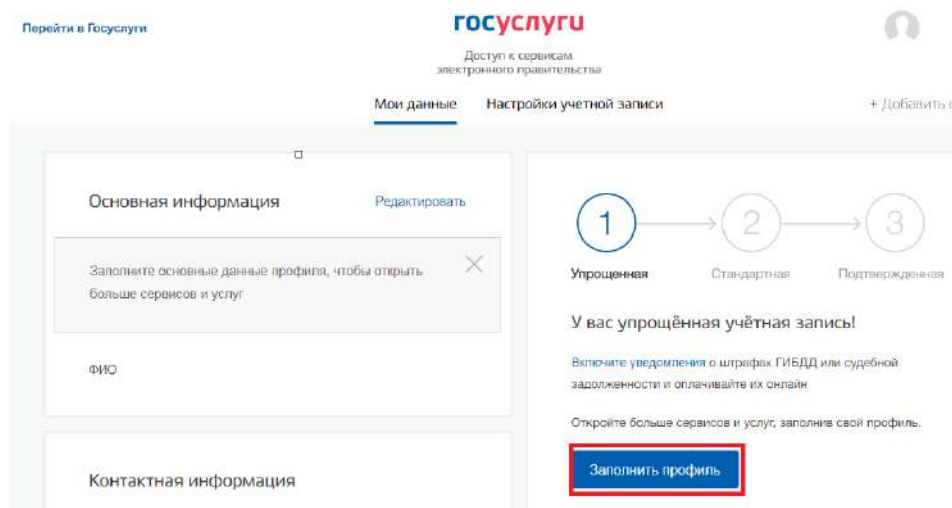 Перейти в Госуслуги
госуслуги
Доступ к сервисам
электронного правительства
Мои данные
Настройки учетной записи
+ Добавить
Основная информация
Редактировать
Заполните основные данные профиля, чтобы открыть
больше сервисов и услуг
ФИО
Контактная информация
1
2
3
Упрощенная
Стандартная
Подтвержденная
У вас упрощённая учётная запись!
Включите уведомления о штрафах ГИБДД или судебной
задолженности и оплачивайте их онлайн
Откройте больше сервисов и услуг, заполнив свой профиль.
Заполнить профиль